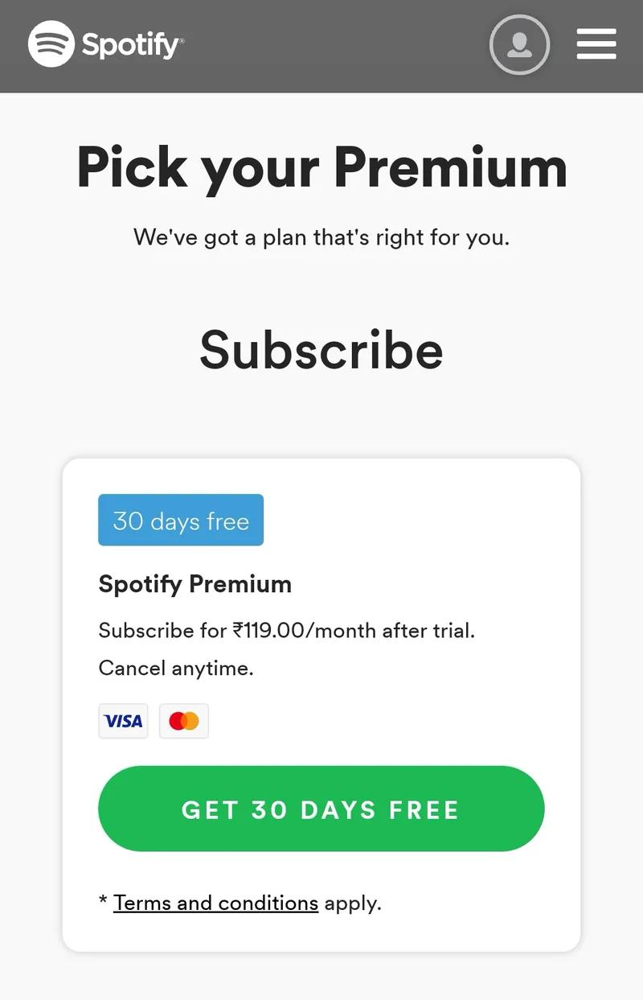 Spotify®
Pick your Premium
We've got a plan that's right for you.
Subscribe
30 days free
Spotify Premium
Subscribe for ₹119.00/month after trial.
Cancel anytime.
VISA
GET 30 DAYS FREE
* Terms and conditions apply.